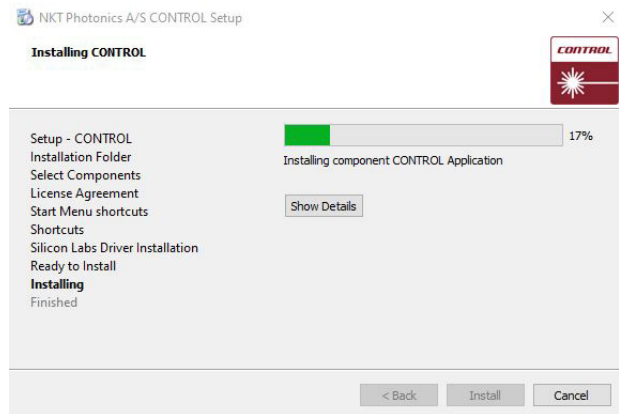 NKT Photonics A/S CONTROL Setup
Installing CONTROL
CONTROL
Setup - CONTROL
Installation Folder
Select Components
License Agreement
Start Menu shortcuts
Shortcuts
Silicon Labs Driver Installation
Ready to Install
Installing
Finished
17%
Installing component CONTROL Application
Show Details
< Back
Install
Cancel